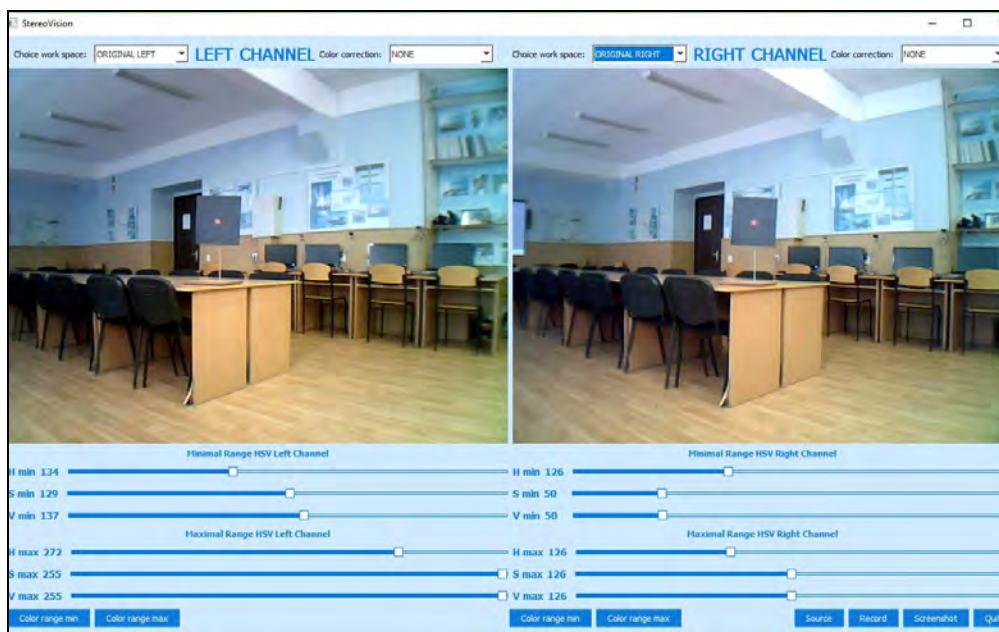 StereoVision
Choice work space: ORIGINAL LEFT LEFT CHANNEL Color correction: NONE
Choice work space: ORIGINAL RIGHT RIGHT CHANNEL Color correction: NONE
Minimal Range HSV Left Channel
H min 134
S min 129
V min 137
Maximal Range HSV Left Channel
H max 272
S max 255
V max 255
Color range min Color range max
Minimal Range HSV Right Channel
H min 126
S min 50
V min 50
Maximal Range HSV Right Channel
H max 126
S max 126
V max 126
Color range min Color range max Source Record Screenshot